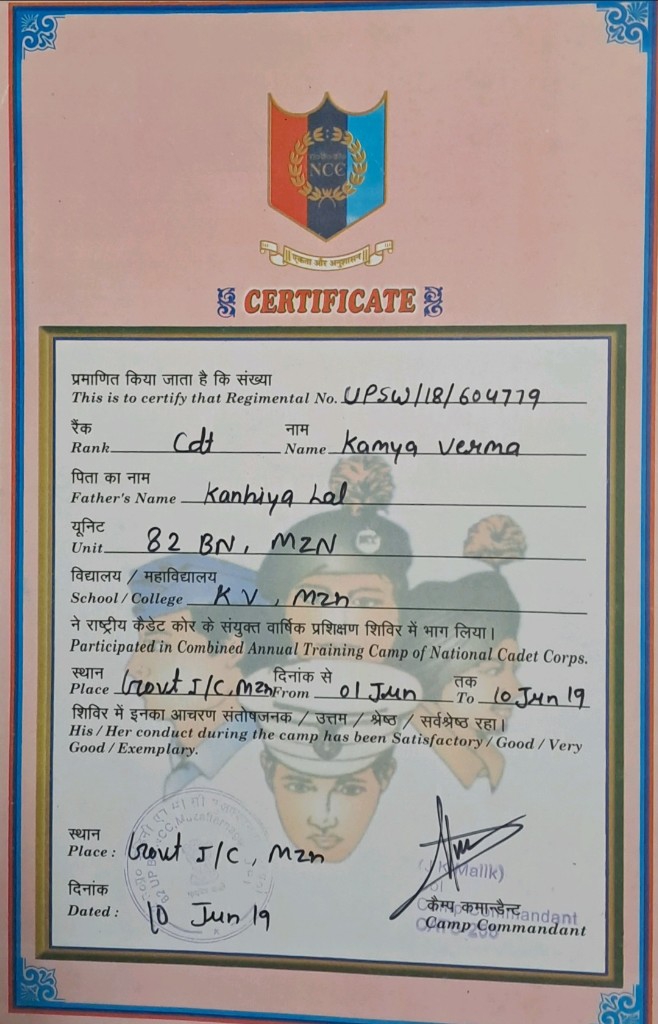 NCC
एकता और अनुशासन
CERTIFICATE
प्रमाणित किया जाता है कि संख्या
This is to certify that Regimental No. UPSW/18/604779
रैंक नाम
Rank Cdt Name Kamya Verma
पिता का नाम
Father's Name Kanhiya Lal
यूनिट
Unit 82 BN, MZN
विद्यालय / महाविद्यालय
School / College K V, Mzn
ने राष्ट्रीय कैडेट कोर के संयुक्त वार्षिक प्रशिक्षण शिविर में भाग लिया।
Participated in Combined Annual Training Camp of National Cadet Corps.
स्थान दिनांक से तक
Place Govt I/C, Mzn From 01 Jun To 10 Jun 19
शिविर में इनका आचरण संतोषजनक / उत्तम / श्रेष्ठ / सर्वश्रेष्ठ रहा।
His / Her conduct during the camp has been Satisfactory / Good / Very
Good / Exemplary.
स्थान
Place : Govt I/C, Mzn
(J K Malik)
Col
दिनांक
कैम्प कमान्डैन्ट
Camp Commandant
Dated : 10 Jun 19
Camp Commandant